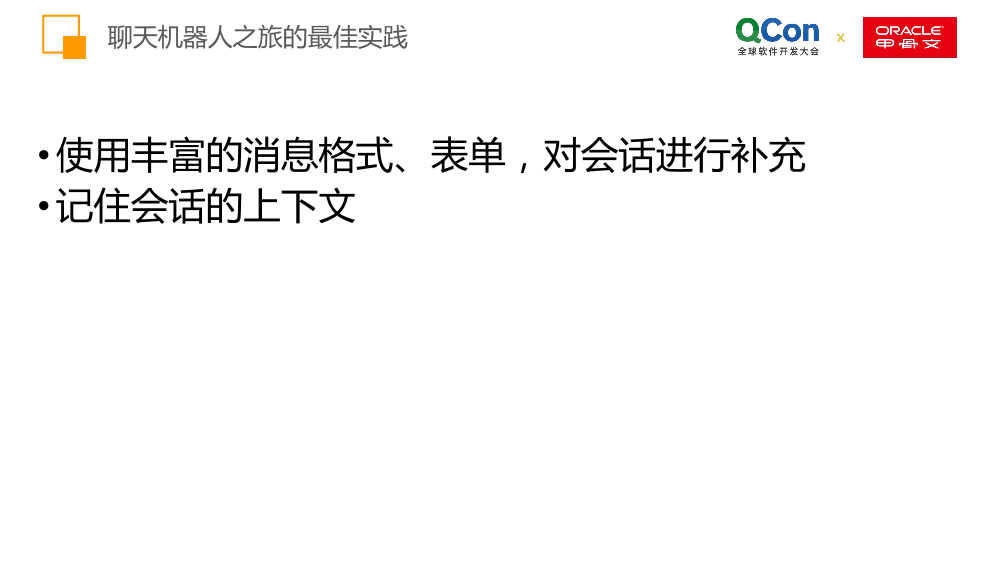 聊天机器人之旅的最佳实践
QCon
全球软件开发大会
x
ORACLE
甲骨文
•使用丰富的消息格式、表单，对会话进行补充
•记住会话的上下文